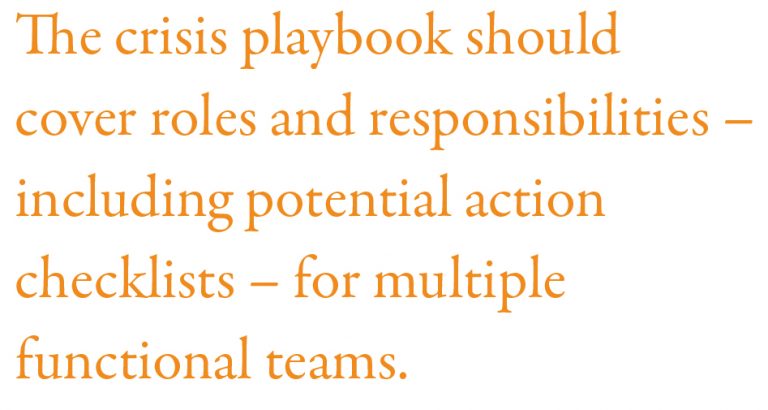 The crisis playbook should
cover roles and responsibilities –
including potential action
checklists – for multiple
functional teams.